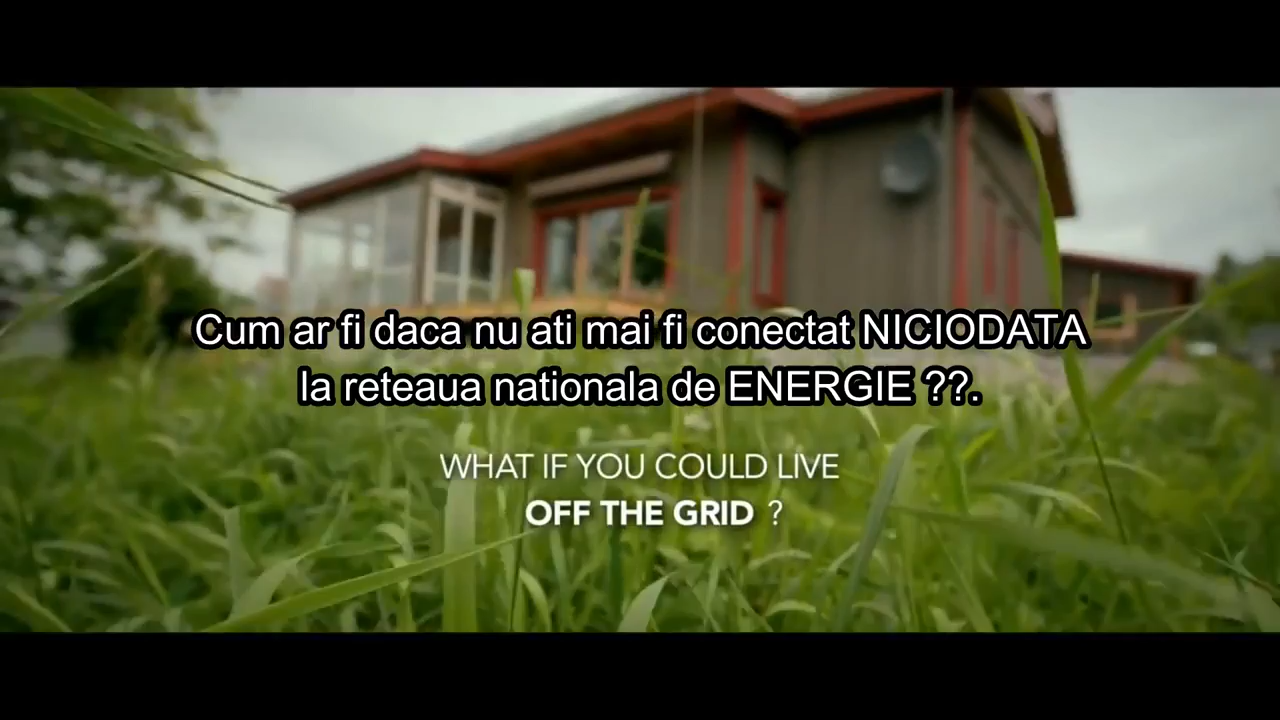 Cum ar fi daca nu ati mai fi conectat NICIODATA
la reteaua nationala de ENERGIE ??.
WHAT IF YOU COULD LIVE
OFF THE GRID ?